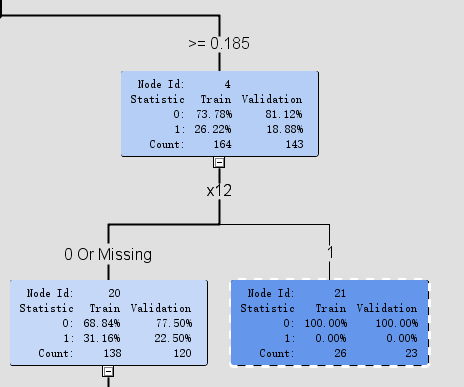 >= 0.185
Node Id: 4
Statistic Train Validation
0: 73.78% 81.12%
1: 26.22% 18.88%
Count: 164 143
x12
0 Or Missing
1
Node Id: 20
Statistic Train Validation
0: 68.84% 77.50%
1: 31.16% 22.50%
Count: 138 120
Node Id: 21
Statistic Train Validation
0: 100.00% 100.00%
1: 0.00% 0.00%
Count: 26 23